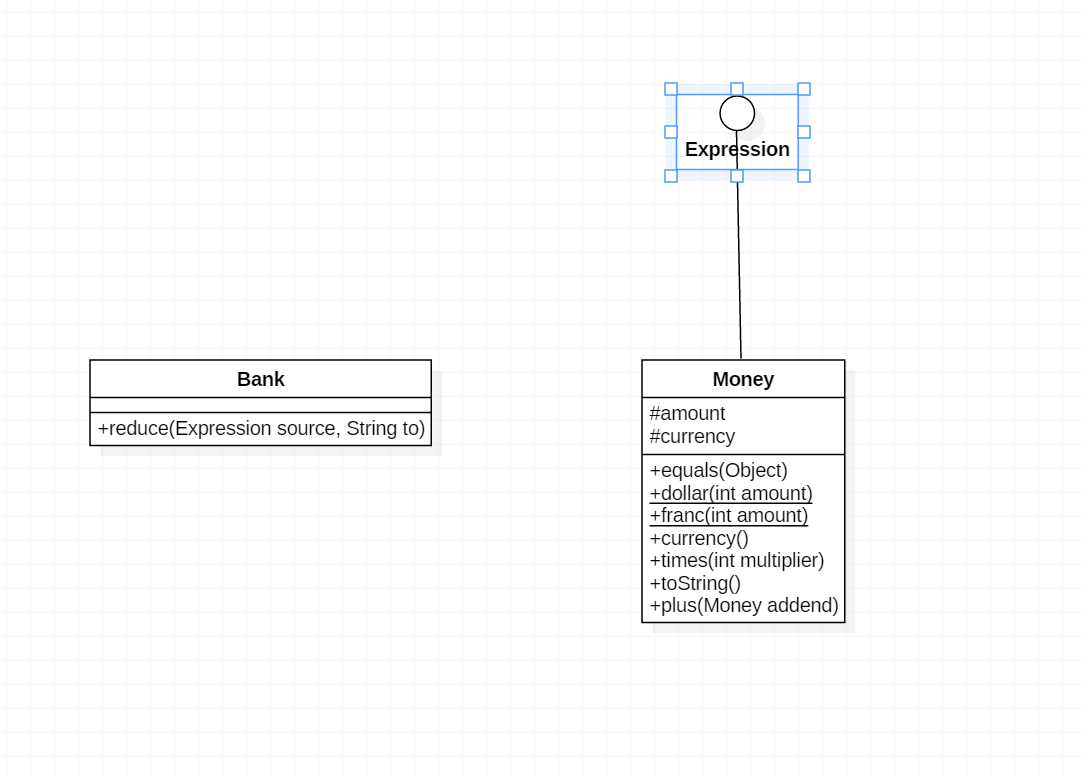 Expression
Bank
+reduce(Expression source, String to)
Money
#amount
#currency
+equals(Object)
+dollar(int amount)
+franc(int amount)
+currency()
+times(int multiplier)
+toString()
+plus(Money addend)